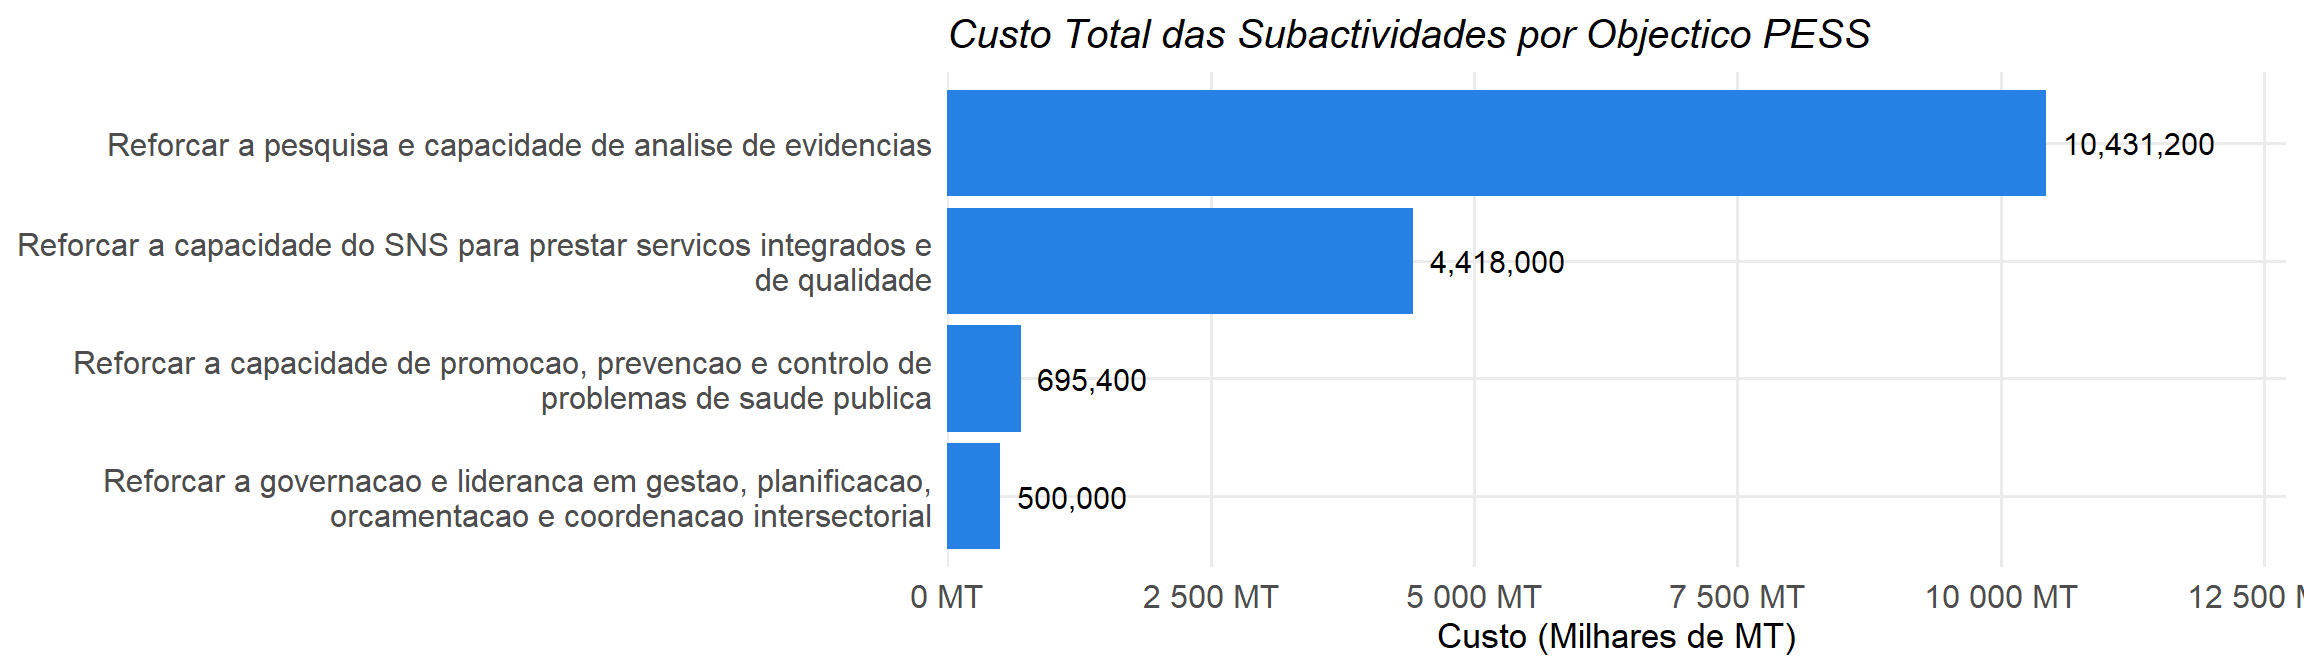 Custo Total das Subactividades por Objectico PESS
Reforcar a pesquisa e capacidade de analise de evidencias
10,431,200
Reforcar a capacidade do SNS para prestar servicos integrados e
de qualidade
4,418,000
Reforcar a capacidade de promocao, prevencao e controlo de
problemas de saude publica
695,400
Reforcar a governacao e lideranca em gestao, planificacao,
orcamentacao e coordenacao intersectorial
500,000
0 MT 2 500 MT 5 000 MT 7 500 MT 10 000 MT 12 500 M
Custo (Milhares de MT)